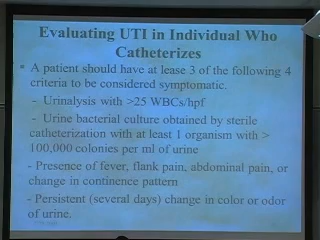 Evaluating UTI in Individual Who
Catheterizes
• A patient should have at lease 3 of the following 4
criteria to be considered symptomatic.
- Urinalysis with >25 WBCs/hpf
- Urine bacterial culture obtained by sterile
catheterization with at least 1 organism with >
100,000 colonies per ml of urine
- Presence of fever, flank pain, abdominal pain, or
change in continence pattern
- Persistent (several days) change in color or odor
of urine.